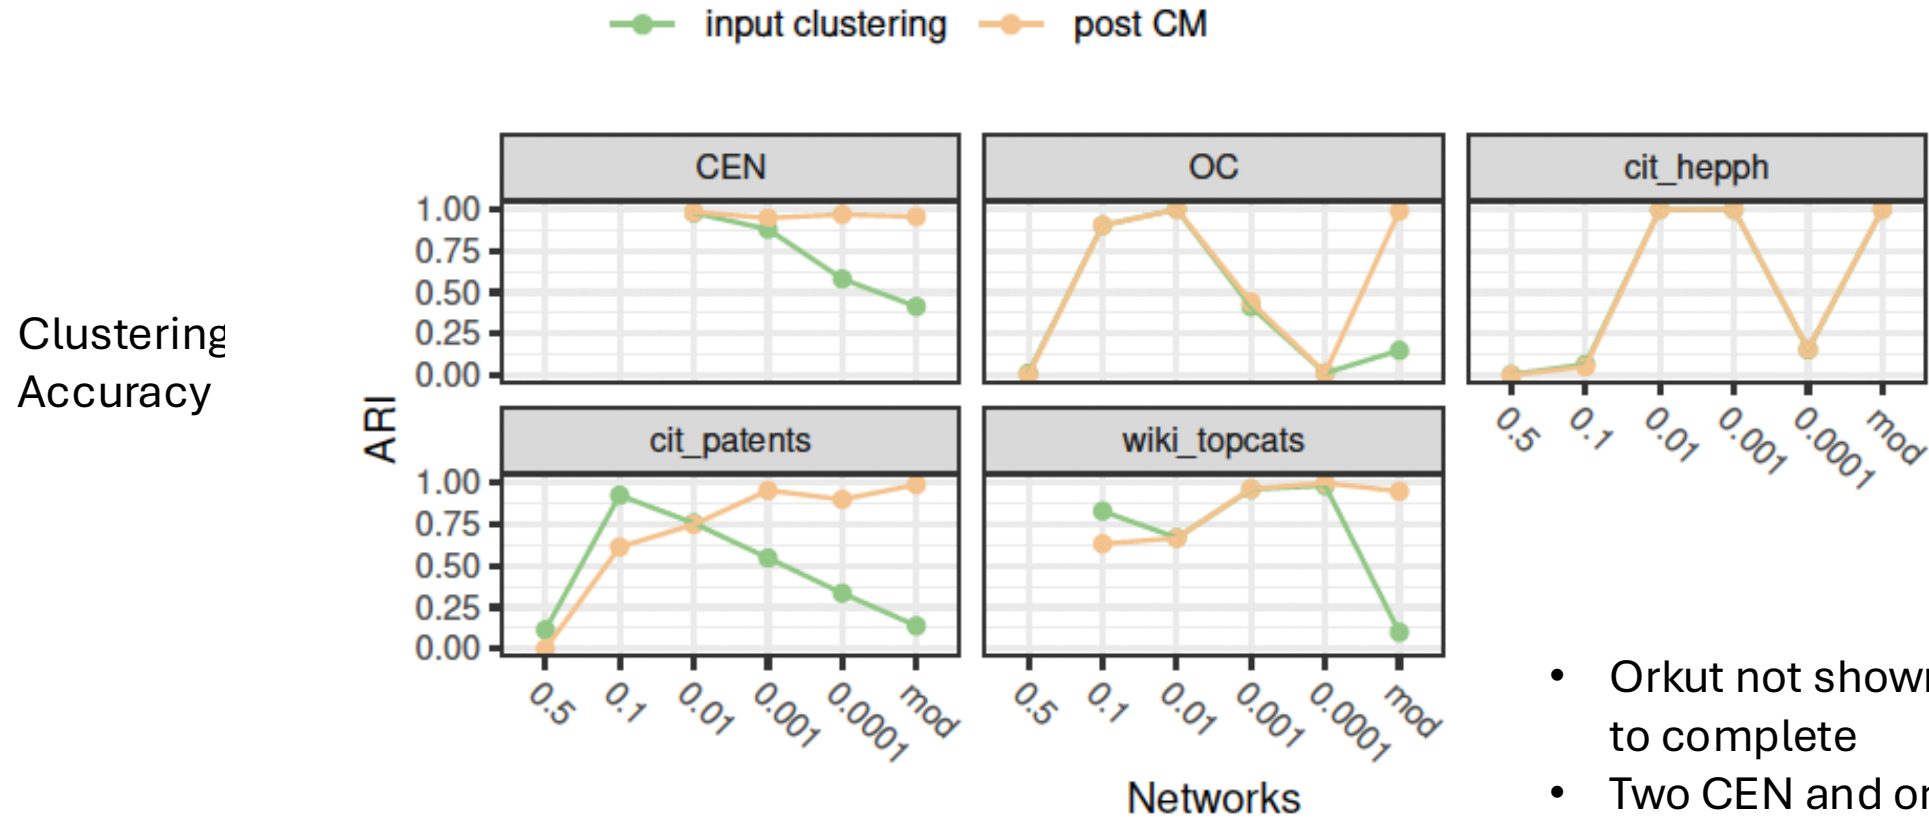 input clustering post CM
Clustering
Accuracy
ARI
CEN
1.00
0.75
0.50
0.25
0.00
OC
cit_hepph
0.5 0.1 0.01 0.001 0.0001 mod
cit_patents
1.00
0.75
0.50
0.25
0.00
0.5 0.1 0.01 0.001 0.0001 mod
wiki_topcats
0.5 0.1 0.01 0.001 0.0001 mod
Networks
• Orkut not shown
to complete
• Two CEN and